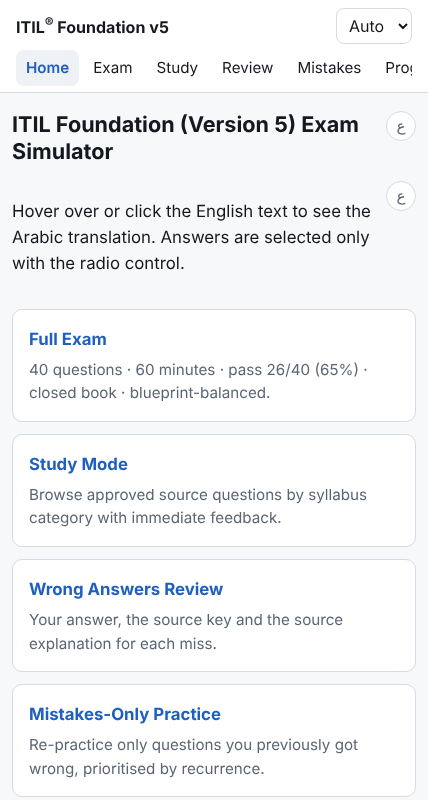 ITIL® Foundation v5
Auto
Home Exam Study Review Mistakes Prog
ITIL Foundation (Version 5) Exam
Simulator
ع
ع
Hover over or click the English text to see the
Arabic translation. Answers are selected only
with the radio control.
Full Exam
40 questions · 60 minutes · pass 26/40 (65%) ·
closed book · blueprint-balanced.
Study Mode
Browse approved source questions by syllabus
category with immediate feedback.
Wrong Answers Review
Your answer, the source key and the source
explanation for each miss.
Mistakes-Only Practice
Re-practice only questions you previously got
wrong, prioritised by recurrence.